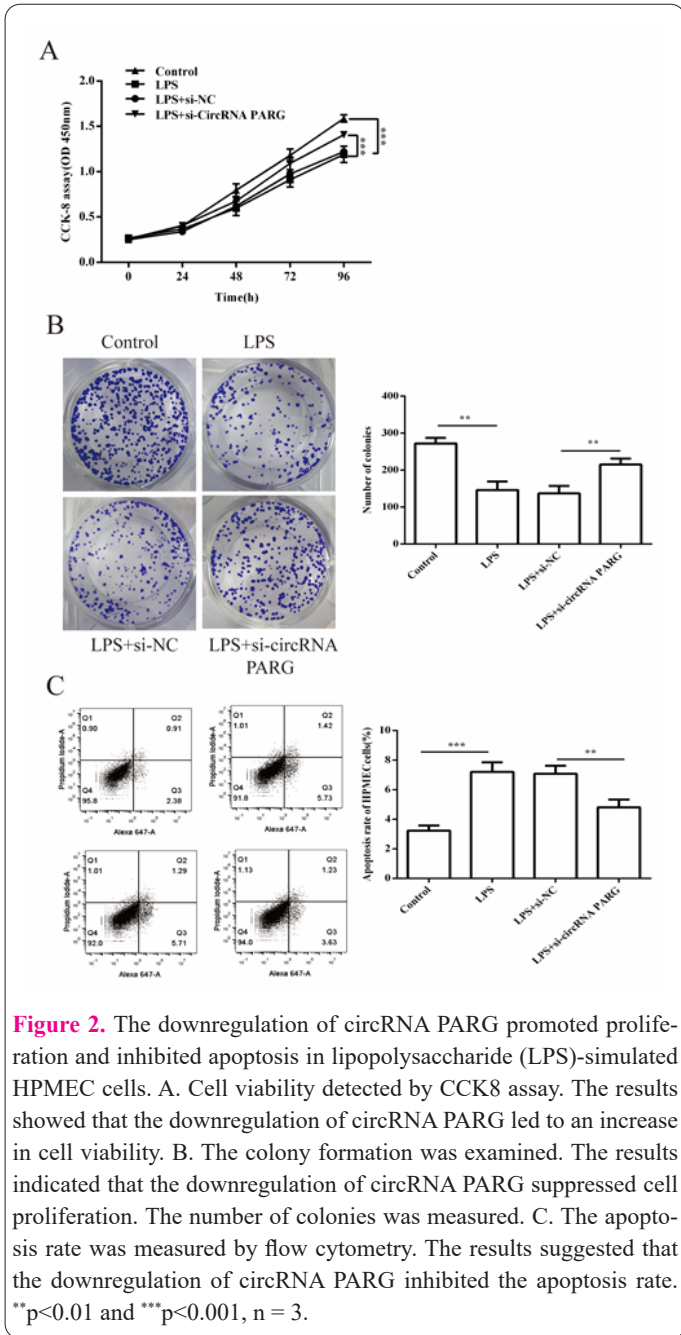 A
Control
LPS
LPS+si-NC
LPS+si-CircRNA PARG
CCK-8 assay(OD 450nm)
2.0
1.5
1.0
0.5
0.0
0 24 48 72 96
Time(h)
***
***
B
Control LPS
LPS+si-NC LPS+si-circRNA
PARG
Number of colonies
400
300
200
100
0
** **
Control LPS LPS+si-NC LPS+si-circRNA PARG
C
Q1 0.90 Q2 0.91
Q4 95.8 Q3 2.38
Propidium Iodide-A
Alexa 647-A
Q1 1.01 Q2 1.42
Q4 91.8 Q3 5.73
Propidium Iodide-A
Alexa 647-A
Q1 1.01 Q2 1.29
Q4 92.0 Q3 5.71
Propidium Iodide-A
Alexa 647-A
Q1 1.13 Q2 1.23
Q4 94.0 Q3 3.63
Propidium Iodide-A
Alexa 647-A
Apoptosis rate of HPMEC cells(%)
10
8
6
4
2
0
*** **
Control LPS LPS+si-NC LPS+si-circRNA PARG
Figure 2. The downregulation of circRNA PARG promoted prolife-
ration and inhibited apoptosis in lipopolysaccharide (LPS)-simulated
HPMEC cells. A. Cell viability detected by CCK8 assay. The results
showed that the downregulation of circRNA PARG led to an increase
in cell viability. B. The colony formation was examined. The results
indicated that the downregulation of circRNA PARG suppressed cell
proliferation. The number of colonies was measured. C. The apopto-
sis rate was measured by flow cytometry. The results suggested that
the downregulation of circRNA PARG inhibited the apoptosis rate.
**p<0.01 and ***p<0.001, n = 3.